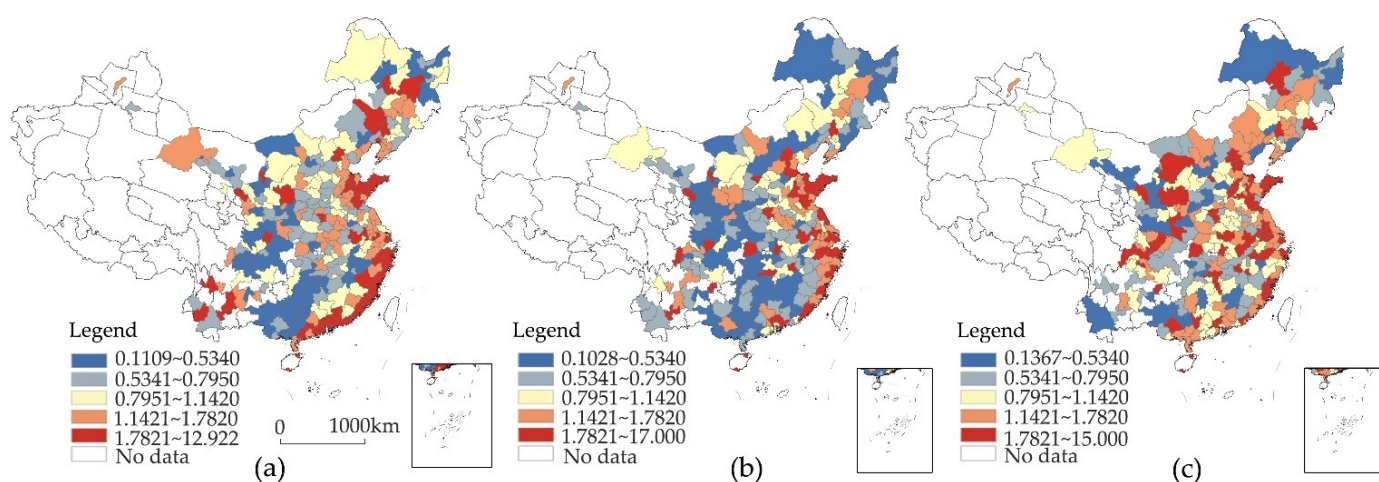 Legend
0.1109~0.5340
0.5341~0.7950
0.7951~1.1420
1.1421~1.7820
1.7821~12.922
No data
0 1000km
(a)
Legend
0.1028~0.5340
0.5341~0.7950
0.7951~1.1420
1.1421~1.7820
1.7821~17.000
No data
(b)
Legend
0.1367~0.5340
0.5341~0.7950
0.7951~1.1420
1.1421~1.7820
1.7821~15.000
No data
(c)